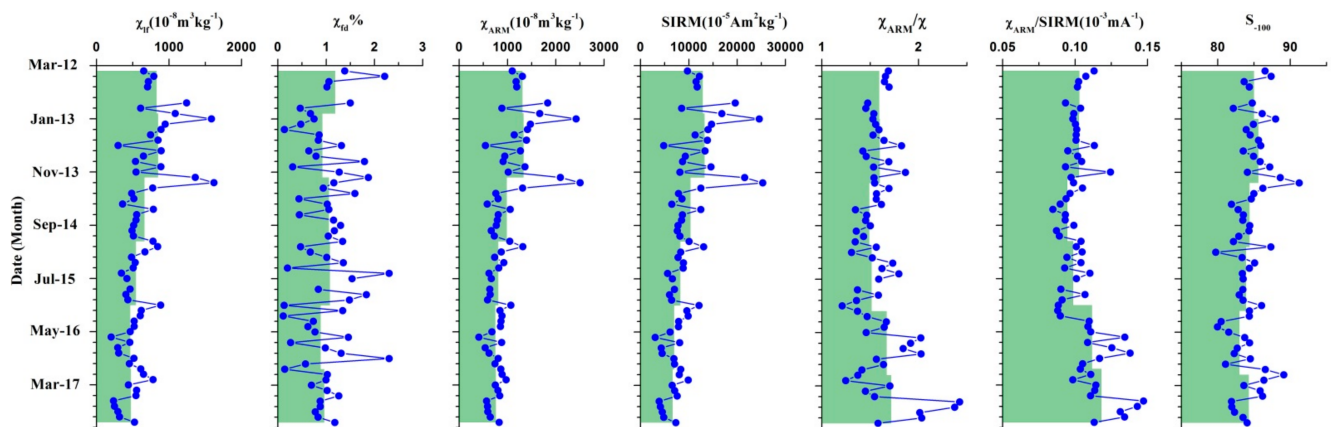 χlf(10-8m3kg-1)
χfd%
χARM(10-8m3kg-1)
SIRM(10-5Am2kg-1)
χARM/χ
χARM/SIRM(10-3mA-1)
S-100
0 1000 2000
0 1 2 3
0 1000 2000 3000
0 10000 20000 30000
1 2
0.05 0.10 0.15
80 90
Date (Month)
Mar-12
Jan-13
Nov-13
Sep-14
Jul-15
May-16
Mar-17